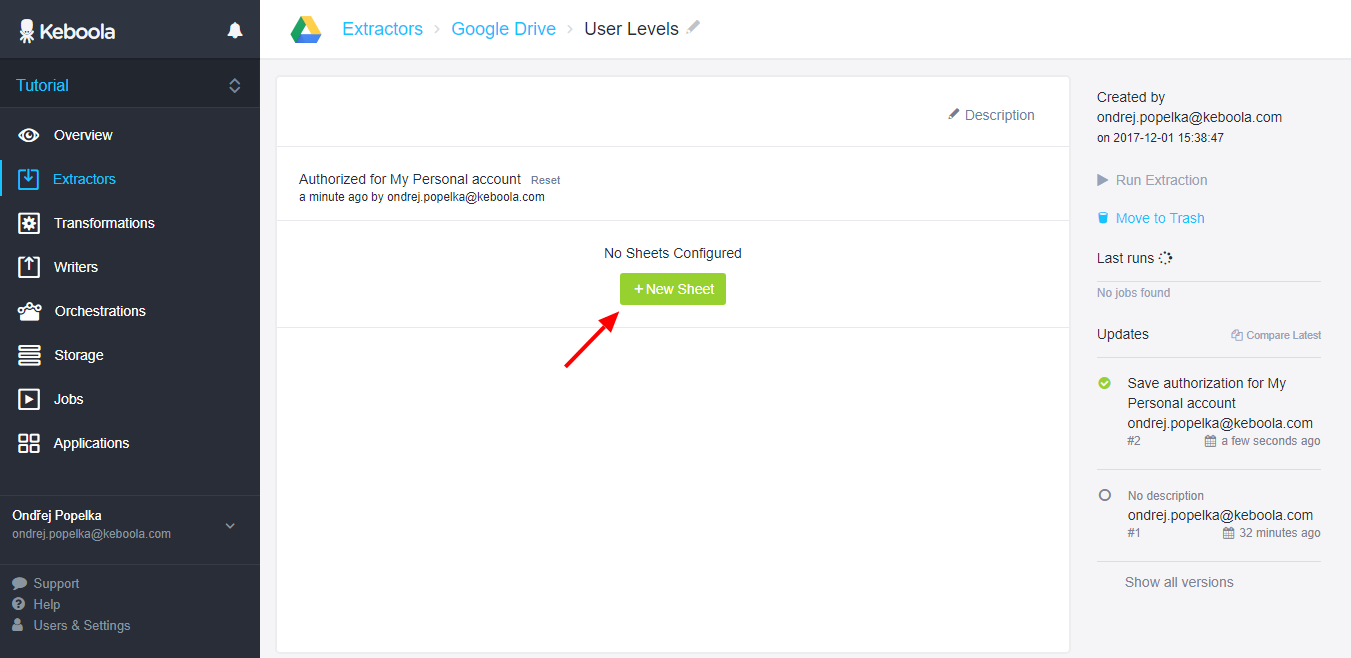 Keboola
Tutorial
Overview
Extractors
Transformations
Writers
Orchestrations
Storage
Jobs
Applications
Ondřej Popelka
ondrej.popelka@keboola.com
Support
Help
Users & Settings
Extractors › Google Drive › User Levels
Description
Authorized for My Personal account Reset
a minute ago by ondrej.popelka@keboola.com
No Sheets Configured
+ New Sheet
Created by
ondrej.popelka@keboola.com
on 2017-12-01 15:38:47
Run Extraction
Move to Trash
Last runs
No jobs found
Updates Compare Latest
Save authorization for My
Personal account
ondrej.popelka@keboola.com
#2 a few seconds ago
No description
ondrej.popelka@keboola.com
#1 32 minutes ago
Show all versions